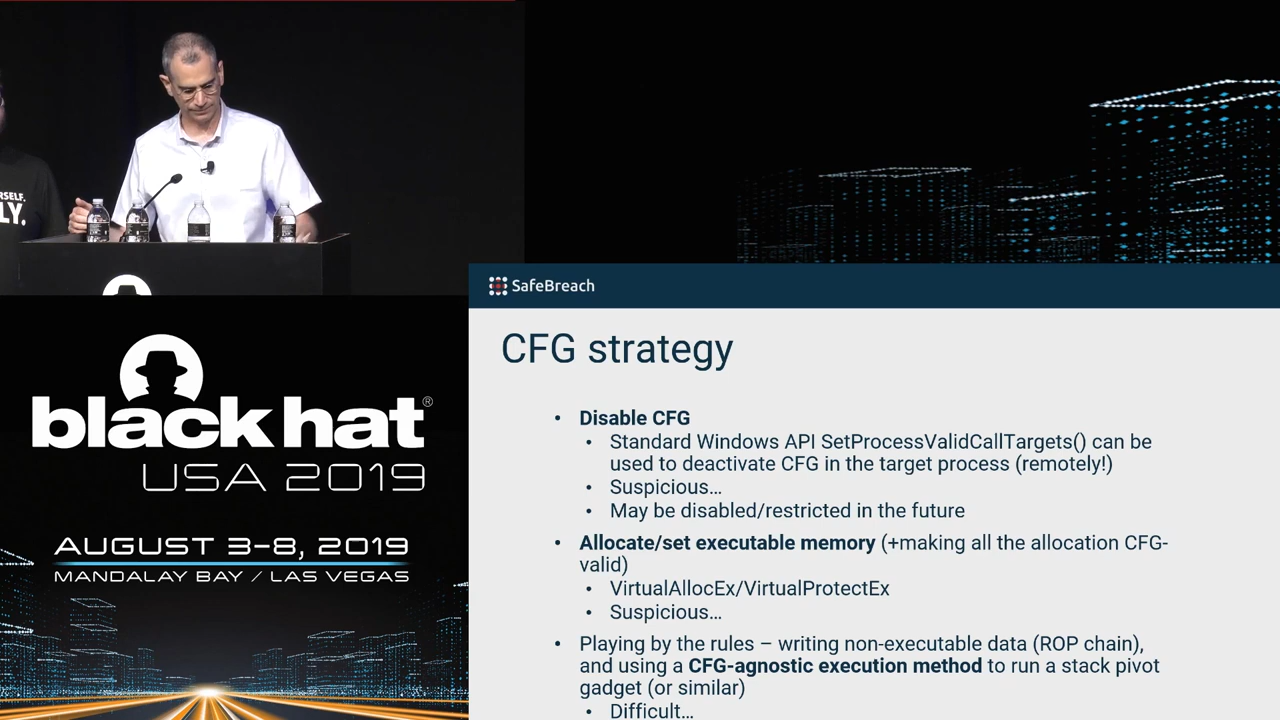 RSELF.
LY.
black hat®
USA 2019
AUGUST 3-8, 2019
MANDALAY BAY / LAS VEGAS
SafeBreach
CFG strategy
• Disable CFG
• Standard Windows API SetProcessValidCallTargets() can be
used to deactivate CFG in the target process (remotely!)
• Suspicious…
• May be disabled/restricted in the future
• Allocate/set executable memory (+making all the allocation CFG-
valid)
• VirtualAllocEx/VirtualProtectEx
• Suspicious…
• Playing by the rules – writing non-executable data (ROP chain),
and using a CFG-agnostic execution method to run a stack pivot
gadget (or similar)
• Difficult…